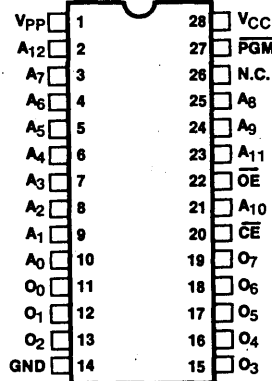 VPP 1 28 VCC
A12 2 27 PGM
A7 3 26 N.C.
A6 4 25 A8
A5 5 24 A9
A4 6 23 A11
A3 7 22 OE
A2 8 21 A10
A1 9 20 CE
A0 10 19 O7
O0 11 18 O6
O1 12 17 O5
O2 13 16 O4
GND 14 15 O3